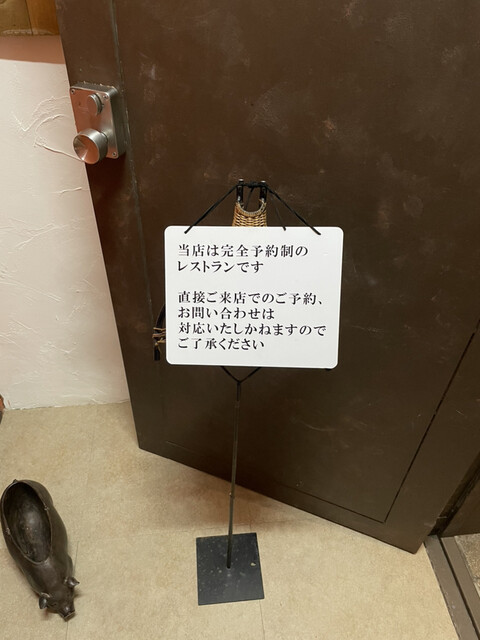 当店は完全予約制の
レストランです
直接ご来店でのご予約、
お問い合わせは
対応いたしかねますので
ご了承ください